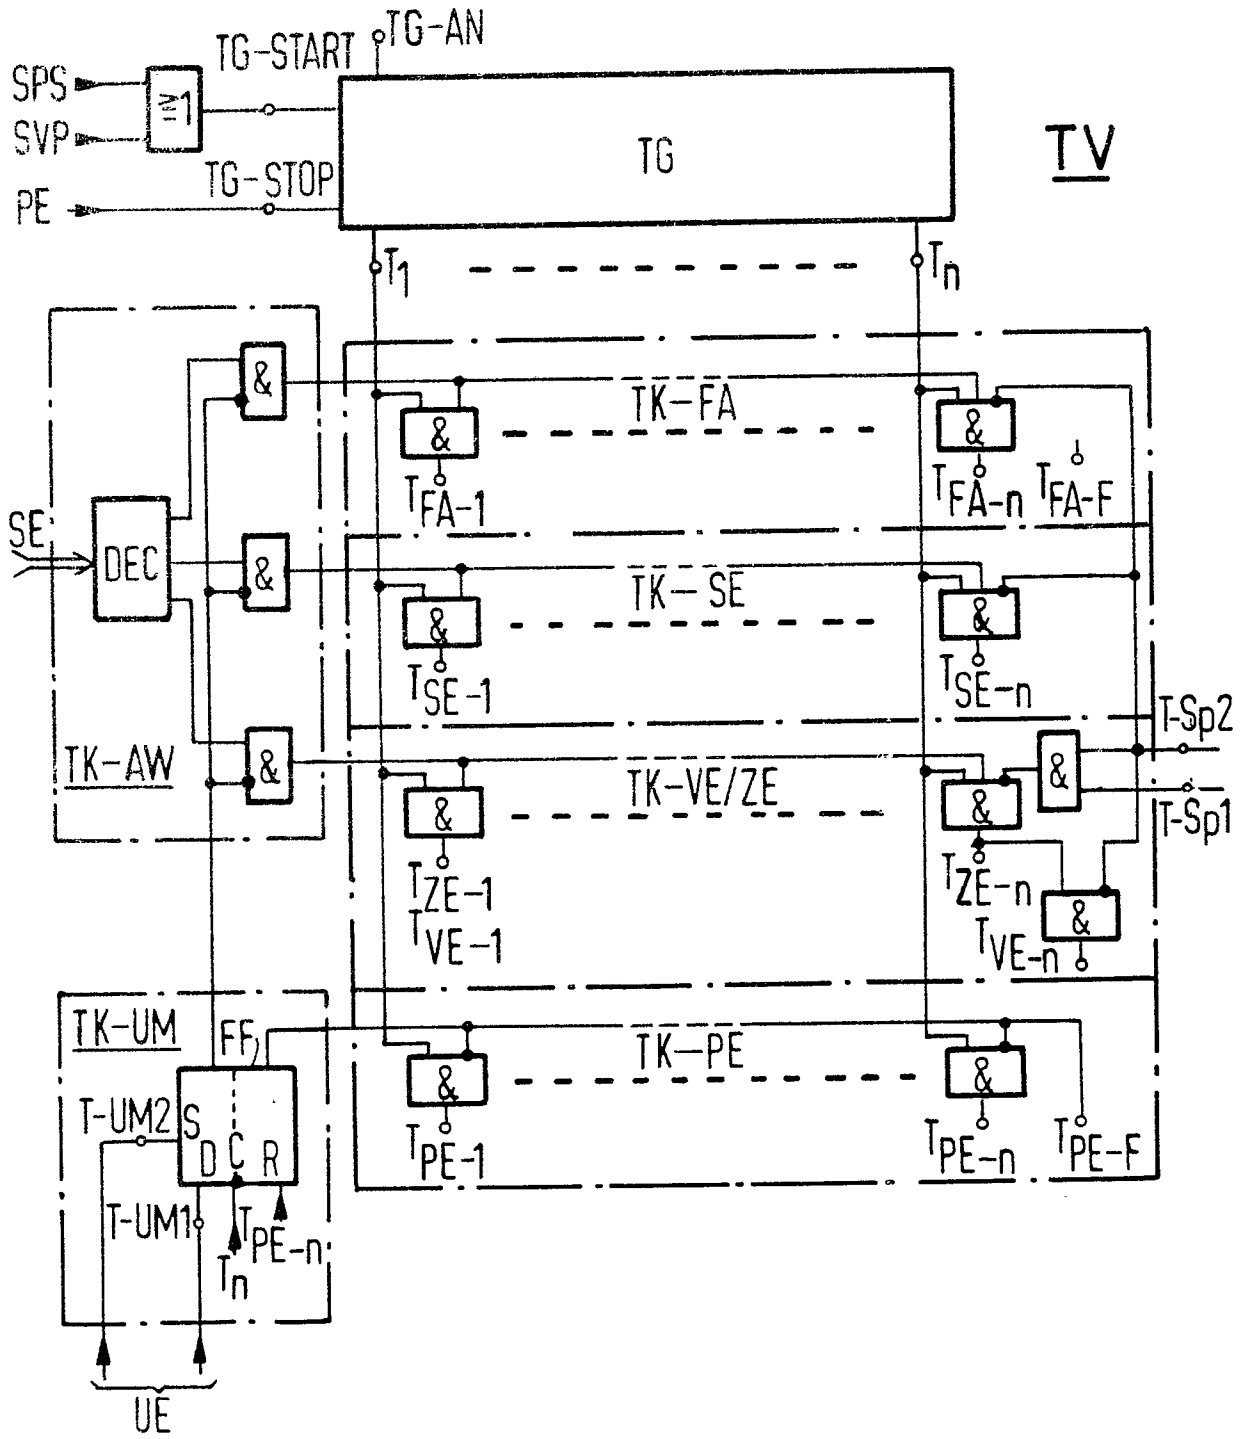 TG-AN
TG-START
SPS
≥1
SVP
TG
TV
TG-STOP
PE
T1
Tn
&
TK-FA
&
&
TFA-1
TFA-n
TFA-F
SE
DEC
&
TK-SE
&
&
TSE-1
TSE-n
T-Sp2
TK-AW
&
TK-VE/ZE
&
&
&
T-Sp1
TZE-1
TZE-n
TVE-1
&
TVE-n
TK-UM
FF
TK-PE
&
&
T-UM2
S
D
C
R
TPE-1
TPE-n
TPE-F
T-UM1
TPE-n
Tn
UE